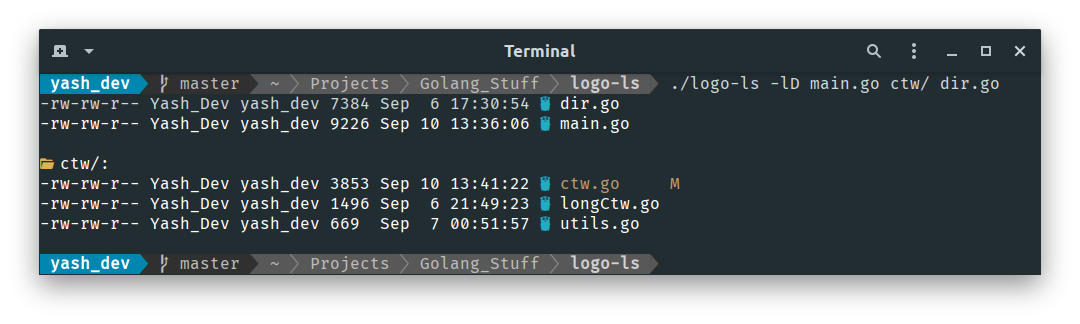 Terminal
yash_dev master ~ Projects Golang_Stuff logo-ls ./logo-ls -lD main.go ctw/ dir.go
-rw-rw-r-- Yash_Dev yash_dev 7384 Sep  6 17:30:54 dir.go
-rw-rw-r-- Yash_Dev yash_dev 9226 Sep 10 13:36:06 main.go
ctw/:
-rw-rw-r-- Yash_Dev yash_dev 3853 Sep 10 13:41:22 ctw.go     M
-rw-rw-r-- Yash_Dev yash_dev 1496 Sep  6 21:49:23 longCtw.go
-rw-rw-r-- Yash_Dev yash_dev 669  Sep  7 00:51:57 utils.go
yash_dev master ~ Projects Golang_Stuff logo-ls